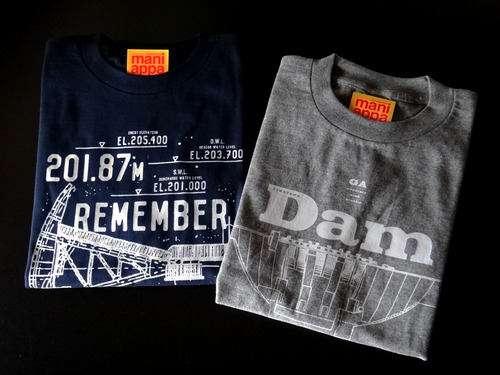 mani
appa
CREST ELEVATION
EL.205.400
D.W.L.
DESIGN WATER LEVEL
EL.203.700
201.87M
S.W.L.
SURCHARGE WATER LEVEL
EL.201.000
REMEMBER
mani
appa
GA
Dam